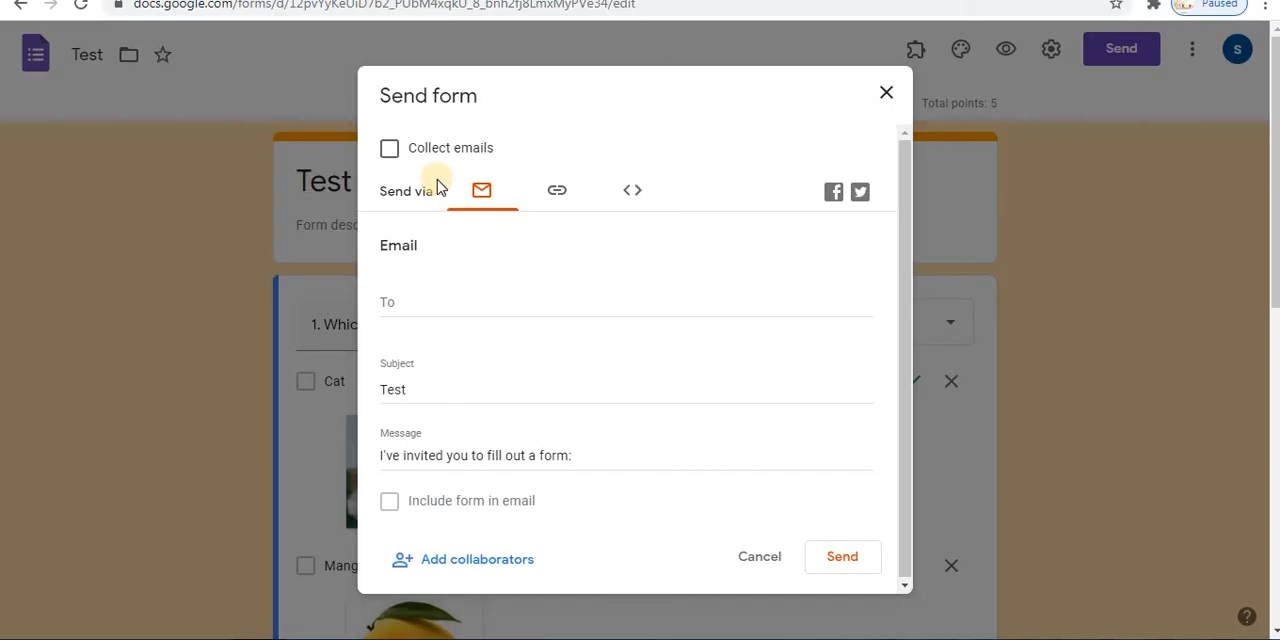 docs.google.com/forms/d/12pvYyKeUiD7b2_PUbM4xqkU_8_bnh2fj8LmxMyPVe34/edit
Paused
Test
Send
s
Total points: 5
Send form
Collect emails
Send via
Email
To
Subject
Test
Message
I've invited you to fill out a form:
Include form in email
Add collaborators
Cancel
Send
Test
Form desc
1. Whic
Cat
Mang